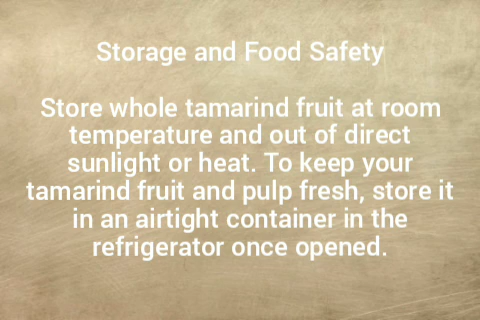 Storage and Food Safety
Store whole tamarind fruit at room
temperature and out of direct
sunlight or heat. To keep your
tamarind fruit and pulp fresh, store it
in an airtight container in the
refrigerator once opened.